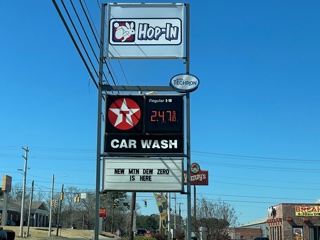 HOP-IN
TECHRON
Regular
2.47
T
CAR WASH
NEW MTN DEW ZERO
IS HERE